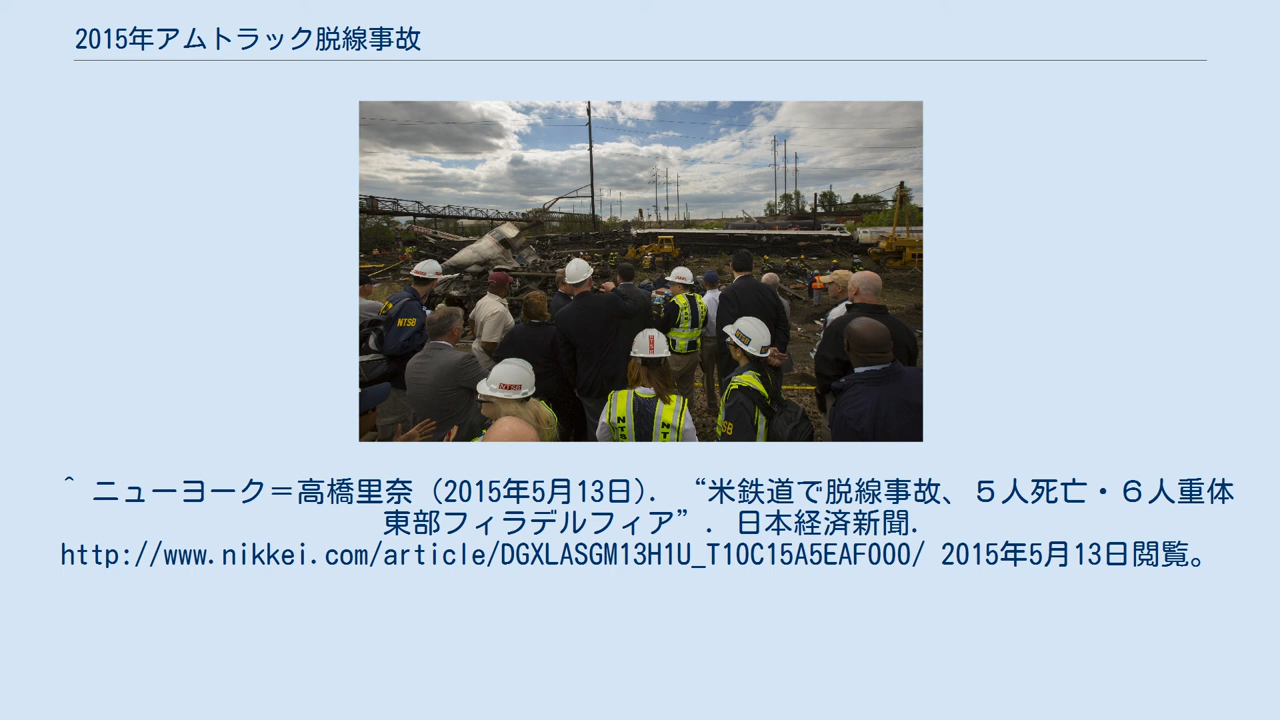 2015年アムトラック脱線事故
NTSB
NTSB
NTSB
^ ニューヨーク＝高橋里奈（2015年5月13日）. “米鉄道で脱線事故、５人死亡・６人重体
東部フィラデルフィア”. 日本経済新聞.
http://www.nikkei.com/article/DGXLASGM13H1U_T10C15A5EAF000/ 2015年5月13日閲覧。